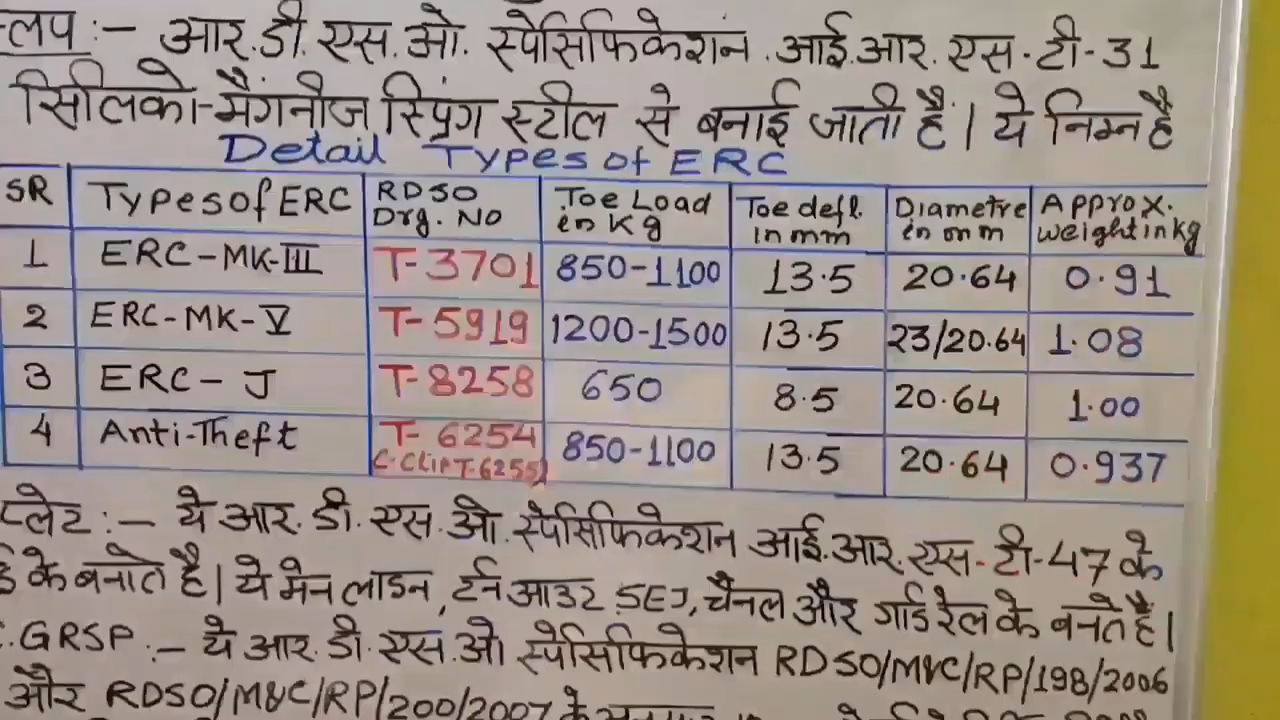 लप :- आर.डी.एस.ओ. स्पेसिफिकेशन. आई.आर. एस.टी-31
सिलिको-मैंगनीज स्प्रिंग स्टील से बनाई जाती हैं। ये निम्न है
Detail Types of ERC
SR Types of ERC RDSO Drg. No Toe Load in Kg Toe defl. in mm Diametre in mm Approx. weight in kg
1 ERC-MK-III T-3701 850-1100 13.5 20.64 0.91
2 ERC-MK-V T-5919 1200-1500 13.5 23/20.64 1.08
3 ERC-J T-8258 650 8.5 20.64 1.00
4 Anti-Theft T-6254 (C-Clip T-6255) 850-1100 13.5 20.64 0.937
प्लेट :- ये आर.डी.एस.ओ. स्पेसिफिकेशन आई.आर.एस-टी-47 के
के बनाते है। ये मेन लाइन, टर्न आउट SEJ, चैनल और गार्ड रेल के बनते है।
.GRSP :- ये आर.डी.एस.ओ स्पेसिफिकेशन RDSO/M&C/RP/198/2006
और RDSO/M&C/RP/200/2007 के